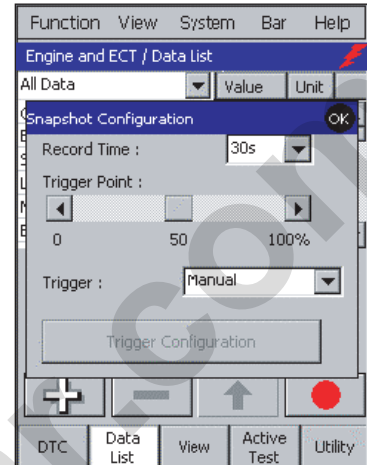 Function View System Bar Help
Engine and ECT / Data List
All Data Value Unit
Snapshot Configuration OK
Record Time : 30s
Trigger Point :
0 50 100%
Trigger : Manual
Trigger Configuration
DTC Data List View Active Test Utility